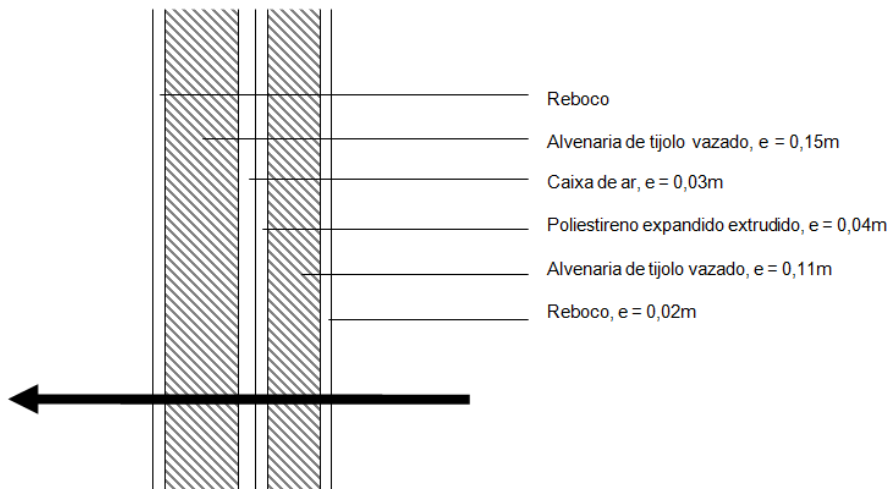 Reboco
Alvenaria de tijolo vazado, e = 0,15m
Caixa de ar, e = 0,03m
Poliestireno expandido extrudido, e = 0,04m
Alvenaria de tijolo vazado, e = 0,11m
Reboco, e = 0,02m